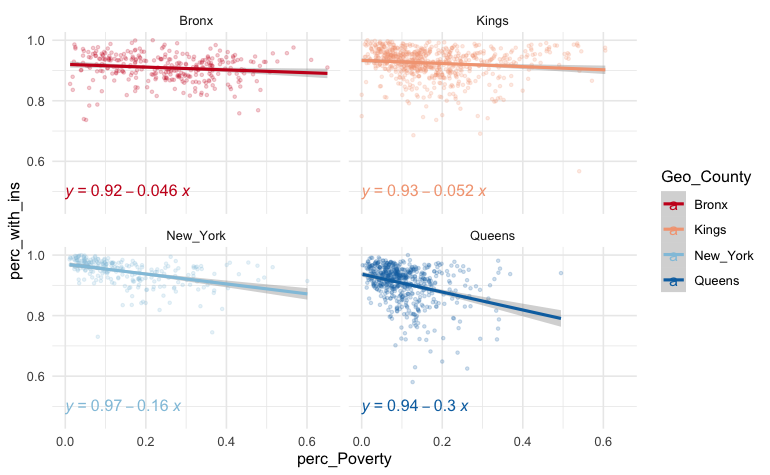 Bronx
Kings
1.0
0.8
0.6
y = 0.92 – 0.046 x
y = 0.93 – 0.052 x
New_York
Queens
1.0
0.8
0.6
y = 0.97 – 0.16 x
y = 0.94 – 0.3 x
0.0 0.2 0.4 0.6
0.0 0.2 0.4 0.6
perc_Poverty
perc_with_ins
Geo_County
a Bronx
a Kings
a New_York
a Queens